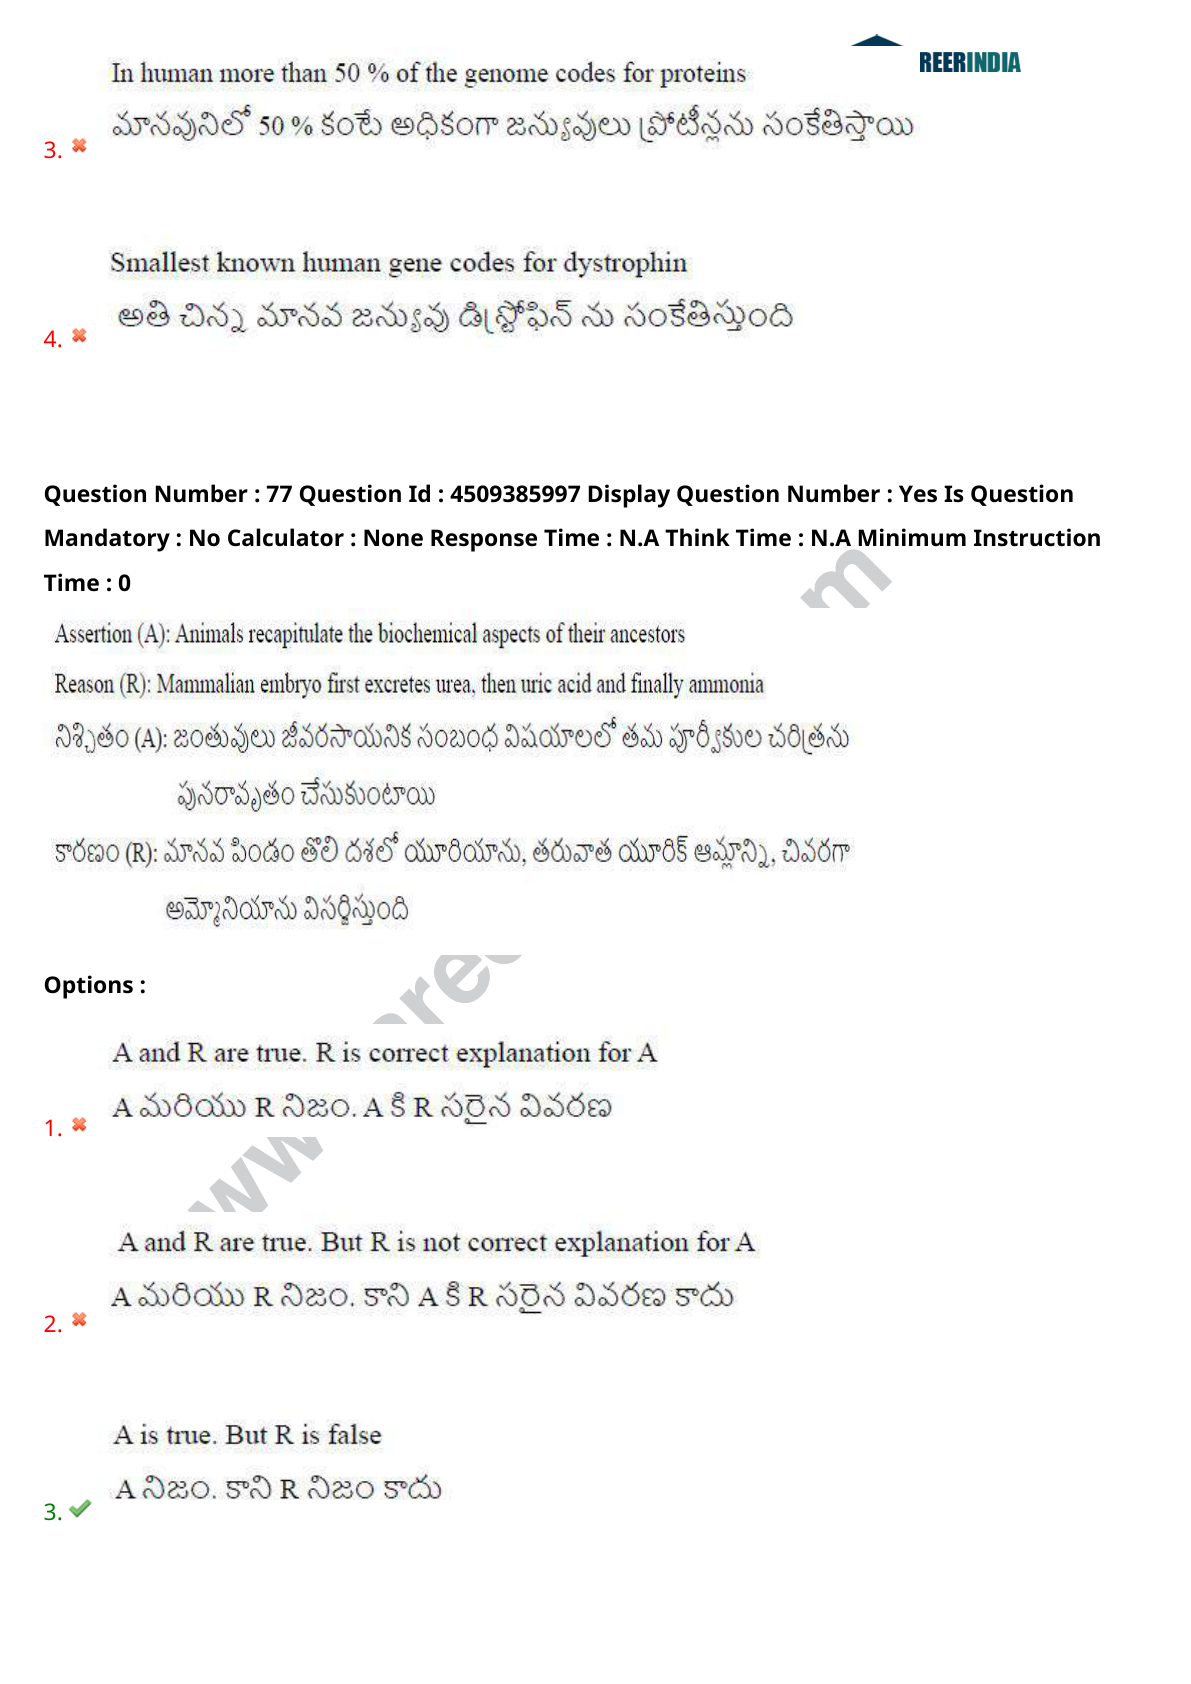 REERINDIA
In human more than 50 % of the genome codes for proteins
మానవునిలో 50 % కంటే అధికంగా జన్యువులు ప్రోటీన్లను సంకేతిస్తాయి
3.
Smallest known human gene codes for dystrophin
అతి చిన్న మానవ జన్యువు డిస్ట్రోఫిన్ ను సంకేతిస్తుంది
4.
Question Number : 77 Question Id : 4509385997 Display Question Number : Yes Is Question
Mandatory : No Calculator : None Response Time : N.A Think Time : N.A Minimum Instruction
Time : 0
Assertion (A): Animals recapitulate the biochemical aspects of their ancestors
Reason (R): Mammalian embryo first excretes urea, then uric acid and finally ammonia
నిశ్చితం (A): జంతువులు జీవరసాయనిక సంబంధ విషయాలలో తమ పూర్వీకుల చరిత్రను
పునరావృతం చేసుకుంటాయి
కారణం (R): మానవ పిండం తొలి దశలో యూరియాను, తరువాత యూరిక్ ఆమ్లాన్ని, చివరగా
అమ్మోనియాను విసర్జిస్తుంది
Options :
A and R are true. R is correct explanation for A
A మరియు R నిజం. A కి R సరైన వివరణ
1.
A and R are true. But R is not correct explanation for A
A మరియు R నిజం. కాని A కి R సరైన వివరణ కాదు
2.
A is true. But R is false
A నిజం. కాని R నిజం కాదు
3.